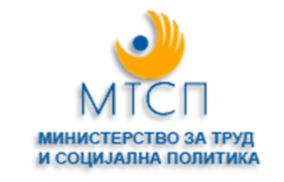 МТСП
МИНИСТЕРСТВО ЗА ТРУД
И СОЦИЈАЛНА ПОЛИТИКА